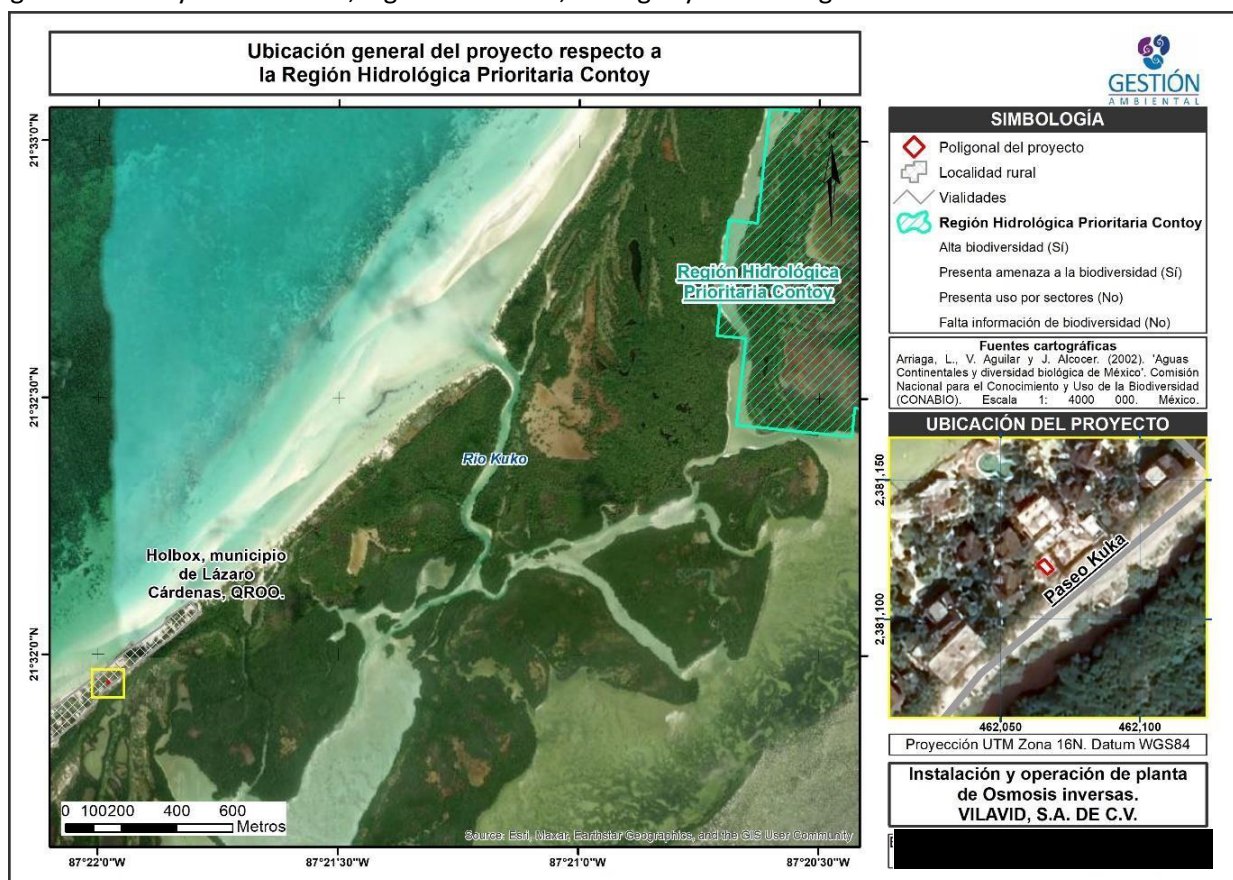 Ubicación general del proyecto respecto a
la Región Hidrológica Prioritaria Contoy
GESTIÓN
AMBIENTAL
21°33'0"N
21°32'30"N
21°32'0"N
Región Hidrológica
Prioritaria Contoy
Río Kuko
Holbox, municipio
de Lázaro
Cárdenas, QROO.
0 100200 400 600
Metros
Source: Esri, Maxar, Earthstar Geographics, and the GIS User Community
87°22'0"W 87°21'30"W 87°21'0"W 87°20'30"W
SIMBOLOGÍA
Poligonal del proyecto
Localidad rural
Vialidades
Región Hidrológica Prioritaria Contoy
Alta biodiversidad (Sí)
Presenta amenaza a la biodiversidad (Sí)
Presenta uso por sectores (No)
Falta información de biodiversidad (No)
Fuentes cartográficas
Arriaga, L., V. Aguilar y J. Alcocer. (2002). 'Aguas
Continentales y diversidad biológica de México'. Comisión
Nacional para el Conocimiento y Uso de la Biodiversidad
(CONABIO). Escala 1: 4000 000. México.
UBICACIÓN DEL PROYECTO
2,381,150
2,381,100
Paseo Kuka
462,050 462,100
Proyección UTM Zona 16N. Datum WGS84
Instalación y operación de planta
de Osmosis inversas.
VILAVID, S.A. DE C.V.